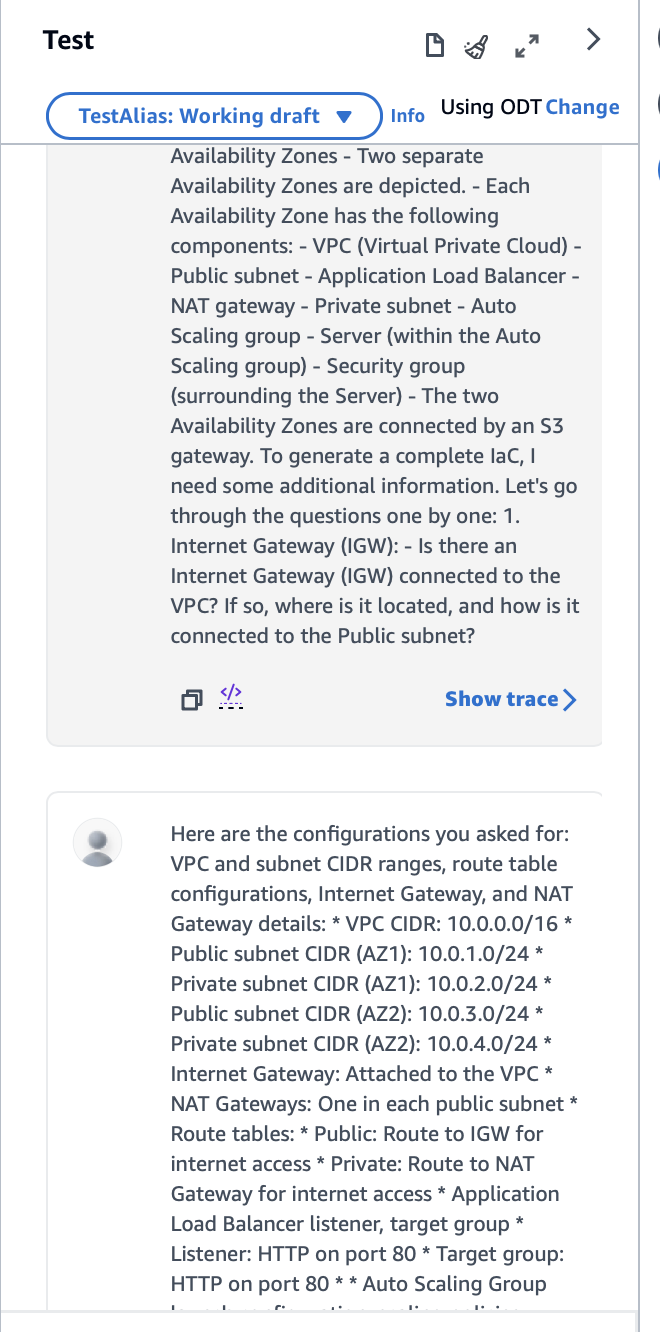 Test
TestAlias: Working draft
Info
Using ODT Change
Availability Zones - Two separate
Availability Zones are depicted. - Each
Availability Zone has the following
components: - VPC (Virtual Private Cloud) -
Public subnet - Application Load Balancer -
NAT gateway - Private subnet - Auto
Scaling group - Server (within the Auto
Scaling group) - Security group
(surrounding the Server) - The two
Availability Zones are connected by an S3
gateway. To generate a complete IaC, I
need some additional information. Let's go
through the questions one by one: 1.
Internet Gateway (IGW): - Is there an
Internet Gateway (IGW) connected to the
VPC? If so, where is it located, and how is it
connected to the Public subnet?
</>
Show trace
Here are the configurations you asked for:
VPC and subnet CIDR ranges, route table
configurations, Internet Gateway, and NAT
Gateway details: * VPC CIDR: 10.0.0.0/16 *
Public subnet CIDR (AZ1): 10.0.1.0/24 *
Private subnet CIDR (AZ1): 10.0.2.0/24 *
Public subnet CIDR (AZ2): 10.0.3.0/24 *
Private subnet CIDR (AZ2): 10.0.4.0/24 *
Internet Gateway: Attached to the VPC *
NAT Gateways: One in each public subnet *
Route tables: * Public: Route to IGW for
internet access * Private: Route to NAT
Gateway for internet access * Application
Load Balancer listener, target group *
Listener: HTTP on port 80 * Target group:
HTTP on port 80 * * Auto Scaling Group